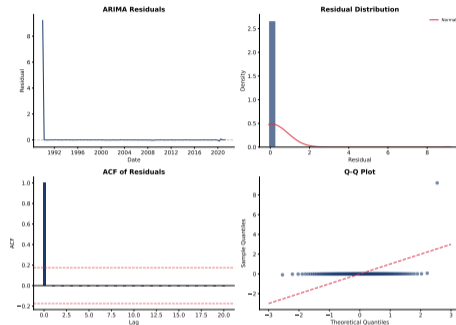 ARIMA Residuals
Residual
8
6
4
2
0
1992 1996 2000 2004 2008 2012 2016 2020
Date
Residual Distribution
Normal
Density
2.5
2.0
1.5
1.0
0.5
0.0
0 2 4 6 8
Residual
ACF of Residuals
ACF
1.0
0.8
0.6
0.4
0.2
0.0
−0.2
0.0 2.5 5.0 7.5 10.0 12.5 15.0 17.5 20.0
Lag
Q-Q Plot
Sample Quantiles
8
6
4
2
0
−2
−3 −2 −1 0 1 2 3
Theoretical Quantiles